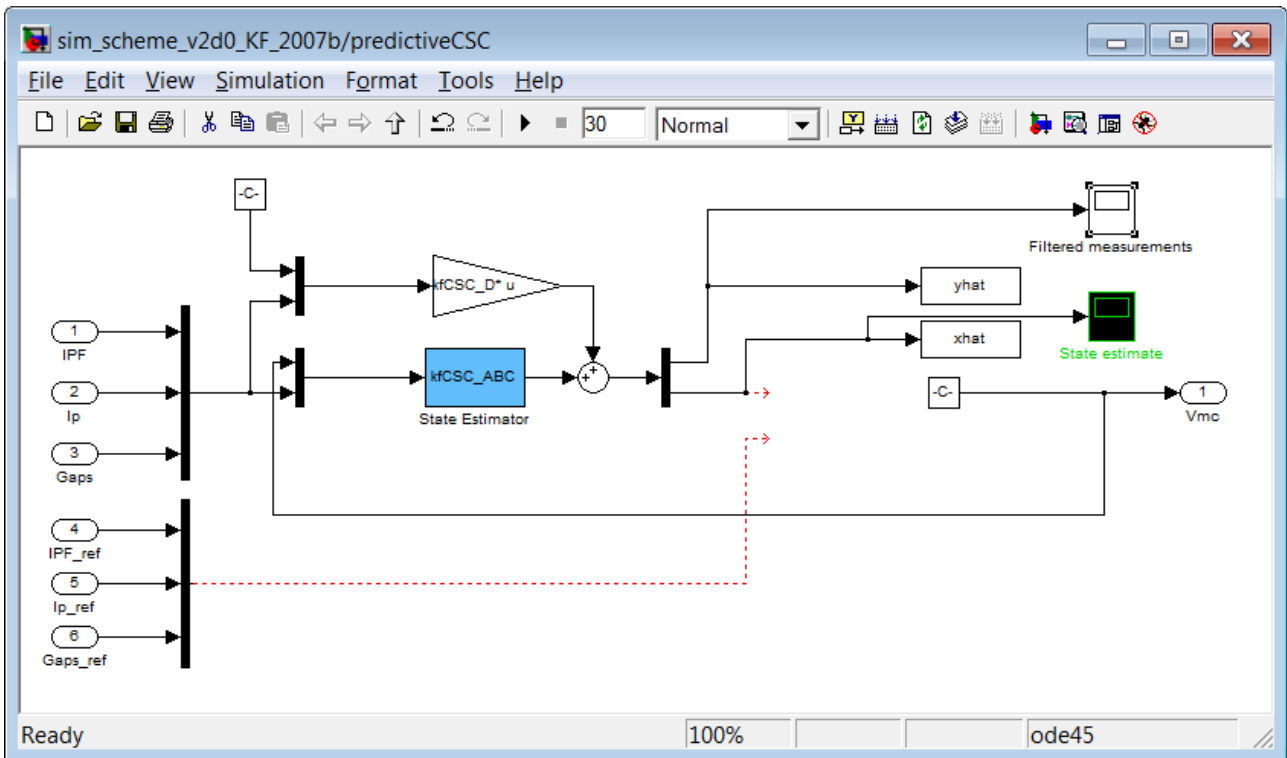 sim_scheme_v2d0_KF_2007b/predictiveCSC
File Edit View Simulation Format Tools Help
30 Normal
-C-
Filtered measurements
kfCSC_D* u
yhat
1
IPF
xhat
State estimate
kfCSC_ABC
State Estimator
2
Ip
-C-
1
Vmc
3
Gaps
4
IPF_ref
5
Ip_ref
6
Gaps_ref
Ready 100% ode45